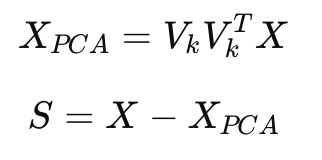 X_{PCA} = V_k V_k^T X
S = X - X_{PCA}